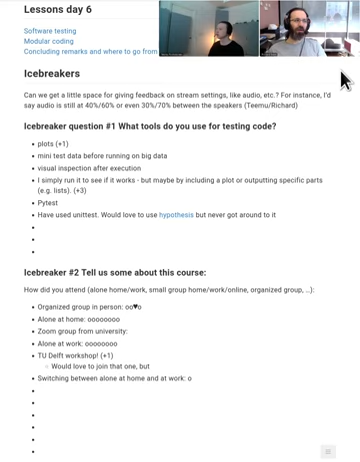 Lessons day 6
Software testing
Modular coding
Concluding remarks and where to go from
Icebreakers
Can we get a little space for giving feedback on stream settings, like audio, etc.? For instance, I'd
say audio is still at 40%/60% or even 30%/70% between the speakers (Teemu/Richard)
Icebreaker question #1 What tools do you use for testing code?
• plots (+1)
• mini test data before running on big data
• visual inspection after execution
• I simply run it to see if it works - but maybe by including a plot or outputting specific parts
(e.g. lists). (+3)
• Pytest
• Have used unittest. Would love to use hypothesis but never got around to it
Icebreaker #2 Tell us some about this course:
How did you attend (alone home/work, small group home/work/online, organized group, ..):
• Organized group in person: oo♥o
• Alone at home: oooooooo
• Zoom group from university:
• Alone at work: oooooooo
• TU Delft workshop! (+1)
◦ Would love to join that one, but
• Switching between alone at home and at work: o